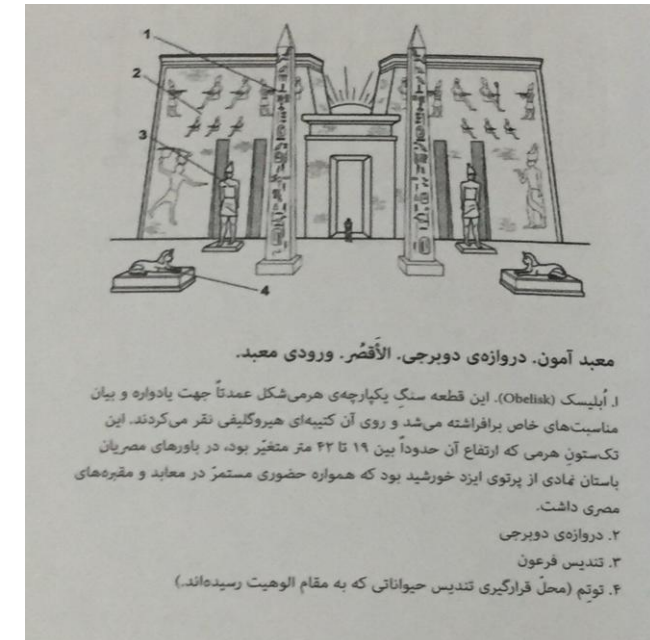 1
2
3
4
معبد آمون. دروازه‌ی دوبرجی. الأَقصُر. ورودی معبد.
۱. اُبلیسک (Obelisk). این قطعه سنگِ یکپارچه‌ی هرمی‌شکل عمدتاً جهت یادواره و بیان
مناسبت‌های خاص برافراشته می‌شد و روی آن کتیبه‌ای هیروگلیفی نقر می‌کردند. این
تک‌ستونِ هرمی که ارتفاع آن حدوداً بین ۱۹ تا ۴۲ متر متغیّر بود، در باورهای مصریان
باستان نمادی از پرتوی ایزد خورشید بود که همواره حضوری مستمرّ در معابد و مقبره‌های
مصری داشت.
۲. دروازه‌ی دوبرجی
۳. تندیس فرعون
۴. توتِم (محلّ قرارگیری تندیس حیواناتی که به مقام الوهیت رسیده‌اند.)